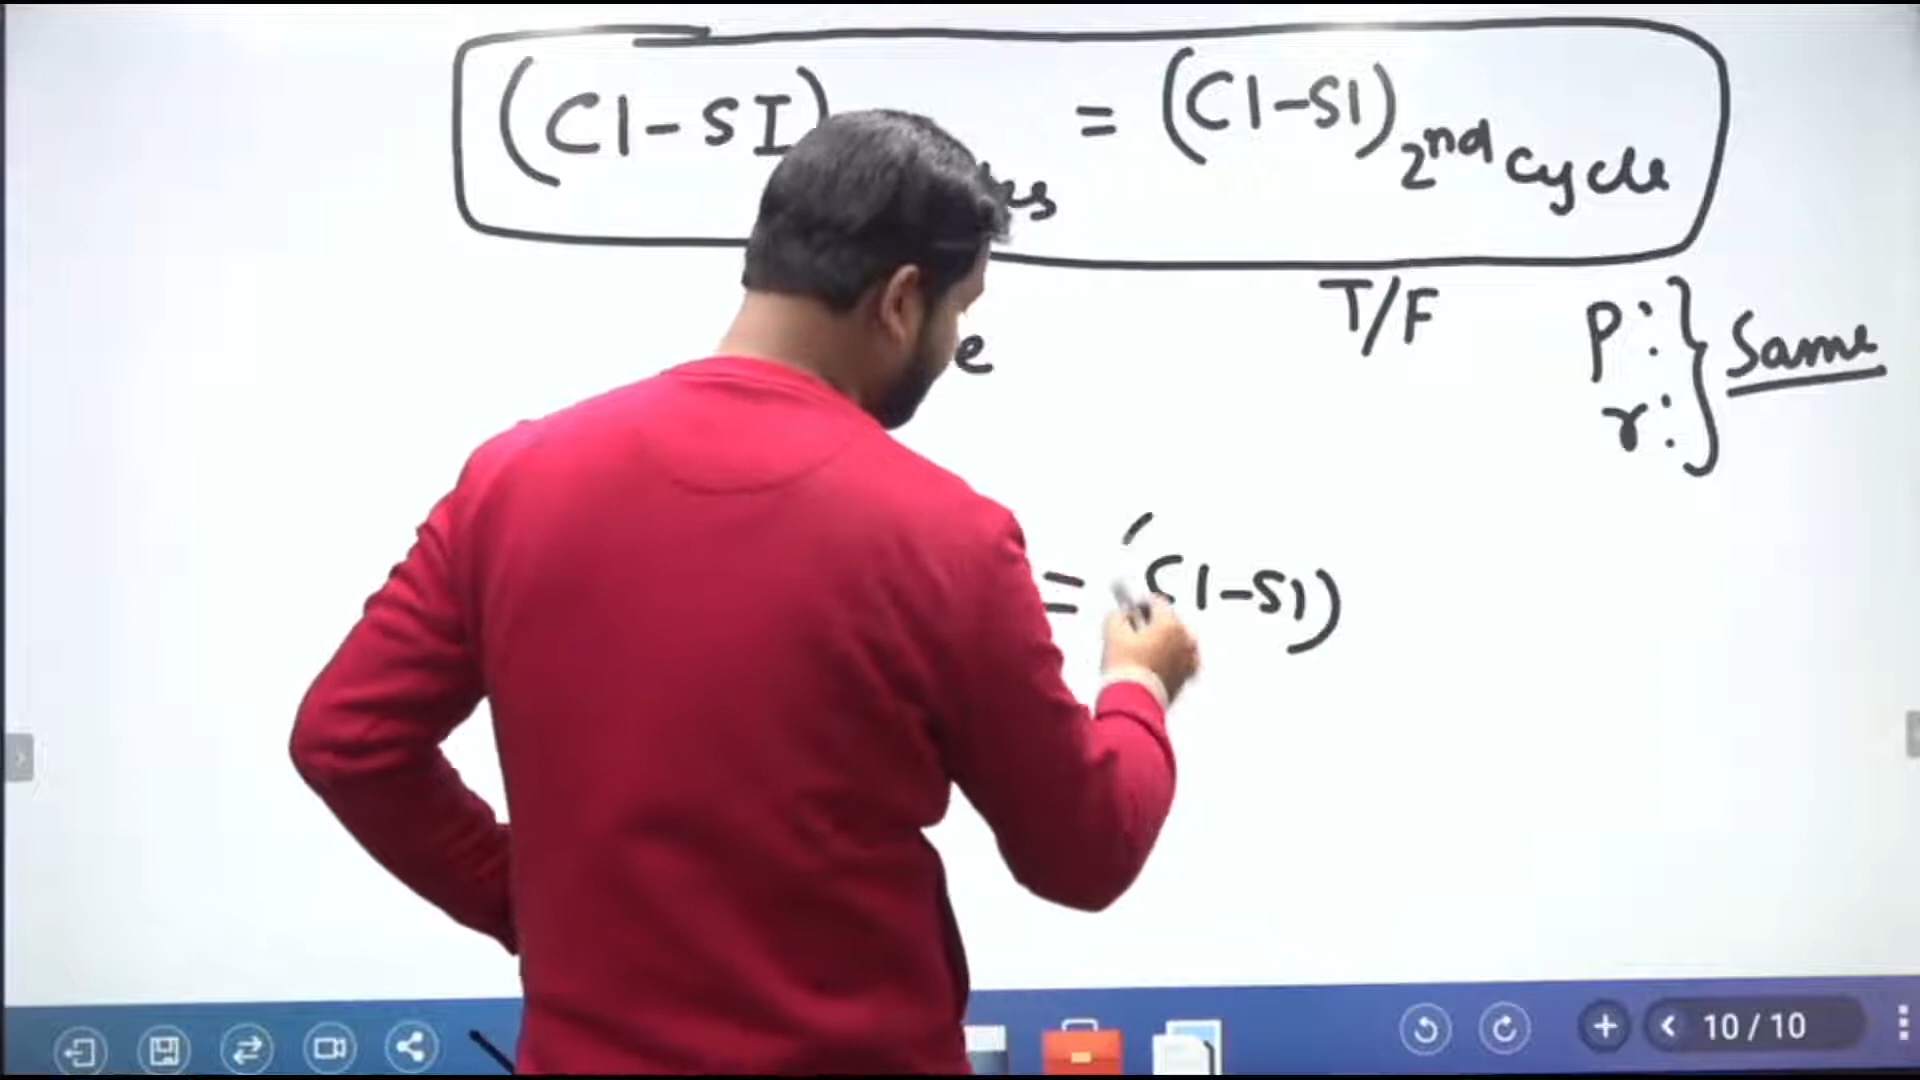 (CI-SI) = (CI-SI) 2nd cycle
T/F P: } Same
r:
= (CI-SI)
10 / 10